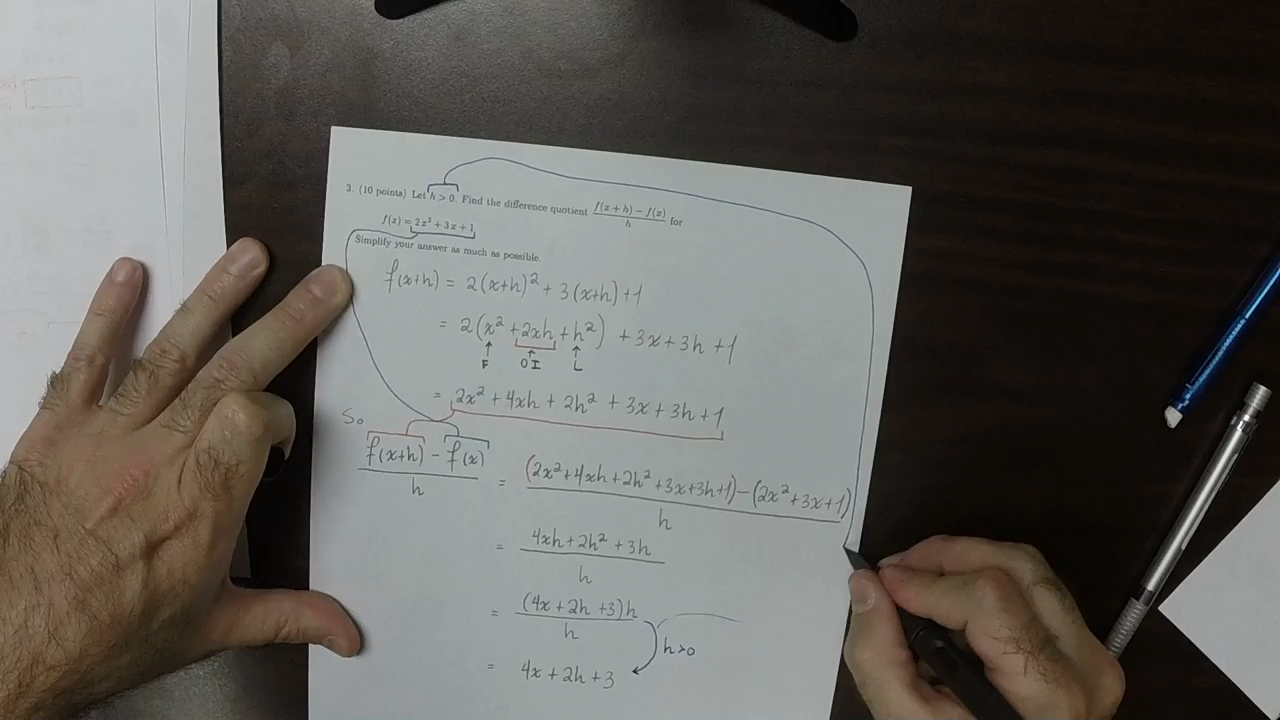 3. (10 points) Let h > 0. Find the difference quotient (f(x + h) − f(x))/h for
f(x) = 2x² + 3x + 1
Simplify your answer as much as possible.
f(x+h) = 2(x+h)² + 3(x+h) + 1
= 2(x² + 2xh + h²) + 3x + 3h + 1
F OI L
= 2x² + 4xh + 2h² + 3x + 3h + 1
So
(f(x+h) − f(x))/h = ((2x²+4xh+2h²+3x+3h+1)−(2x²+3x+1))/h
= (4xh+2h²+3h)/h
= ((4x+2h+3)h)/h
h>0
= 4x+2h+3